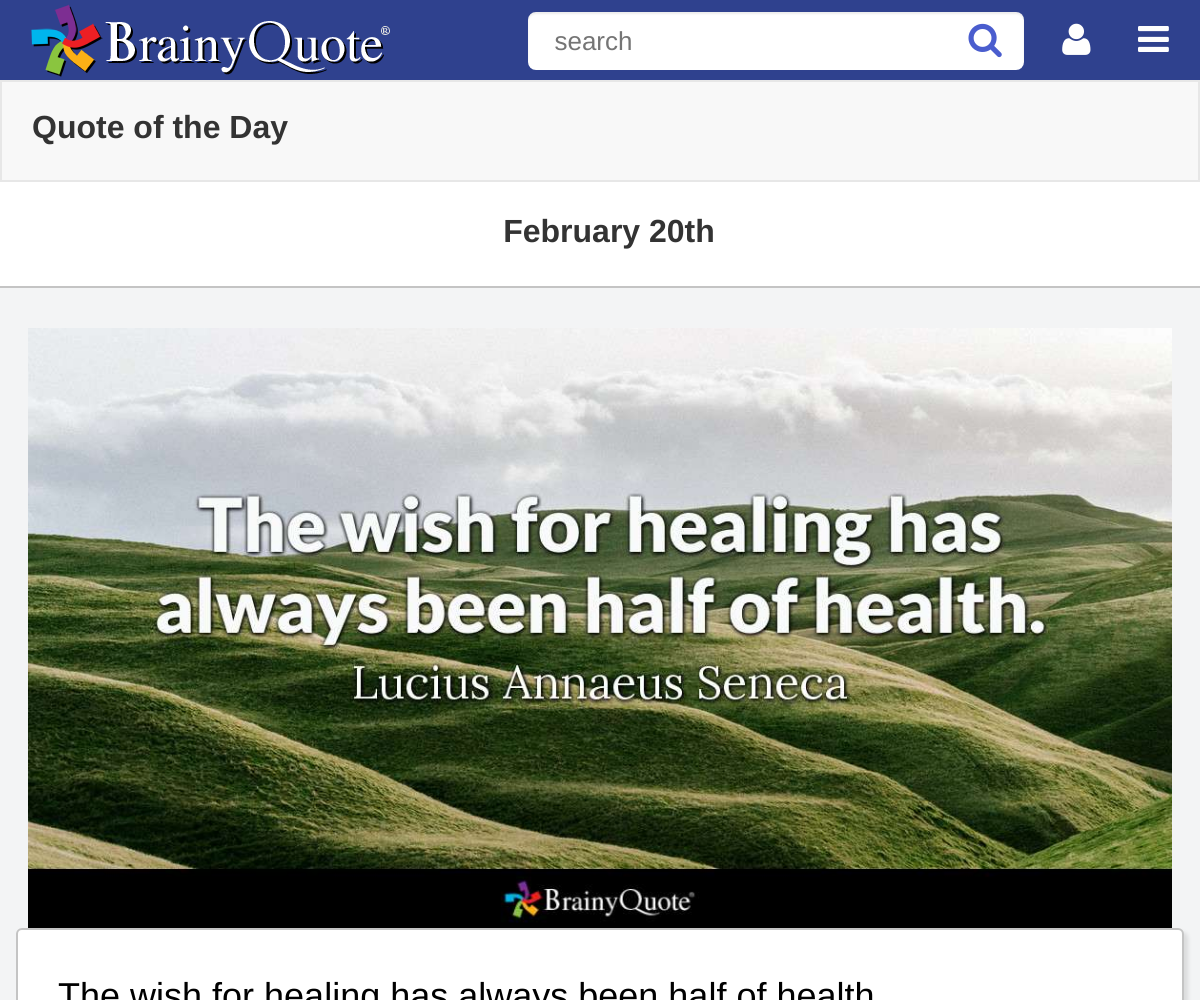 BrainyQuote®
search
Quote of the Day
February 20th
The wish for healing has
always been half of health.
Lucius Annaeus Seneca
BrainyQuote®
The wish for healing has always been half of health.